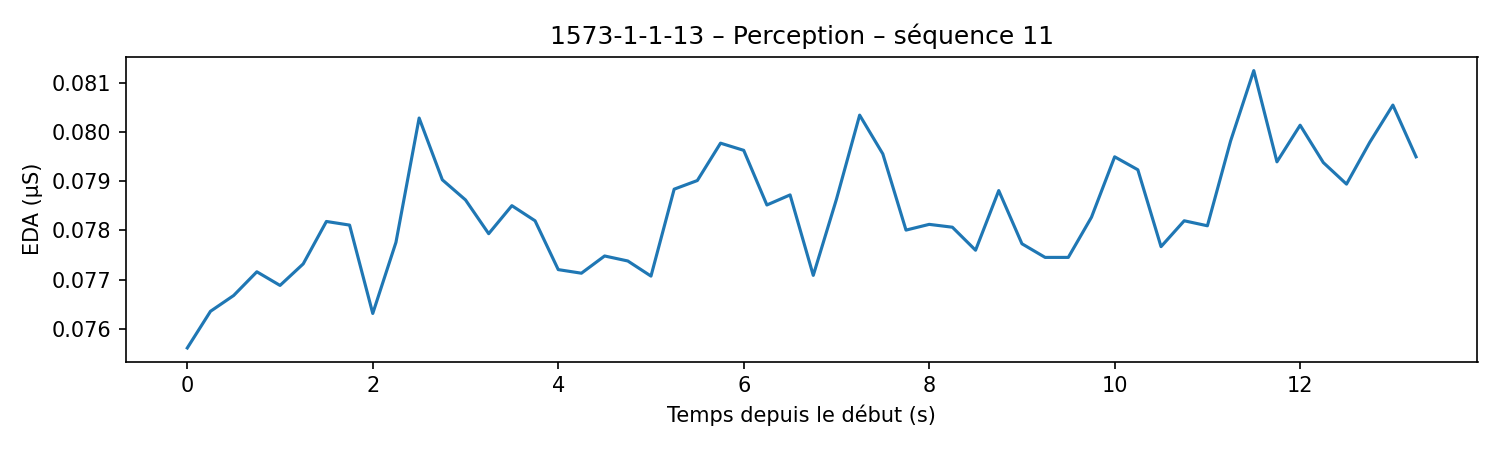 1573-1-1-13 – Perception – séquence 11
EDA (µS)
0.081
0.080
0.079
0.078
0.077
0.076
0 2 4 6 8 10 12
Temps depuis le début (s)